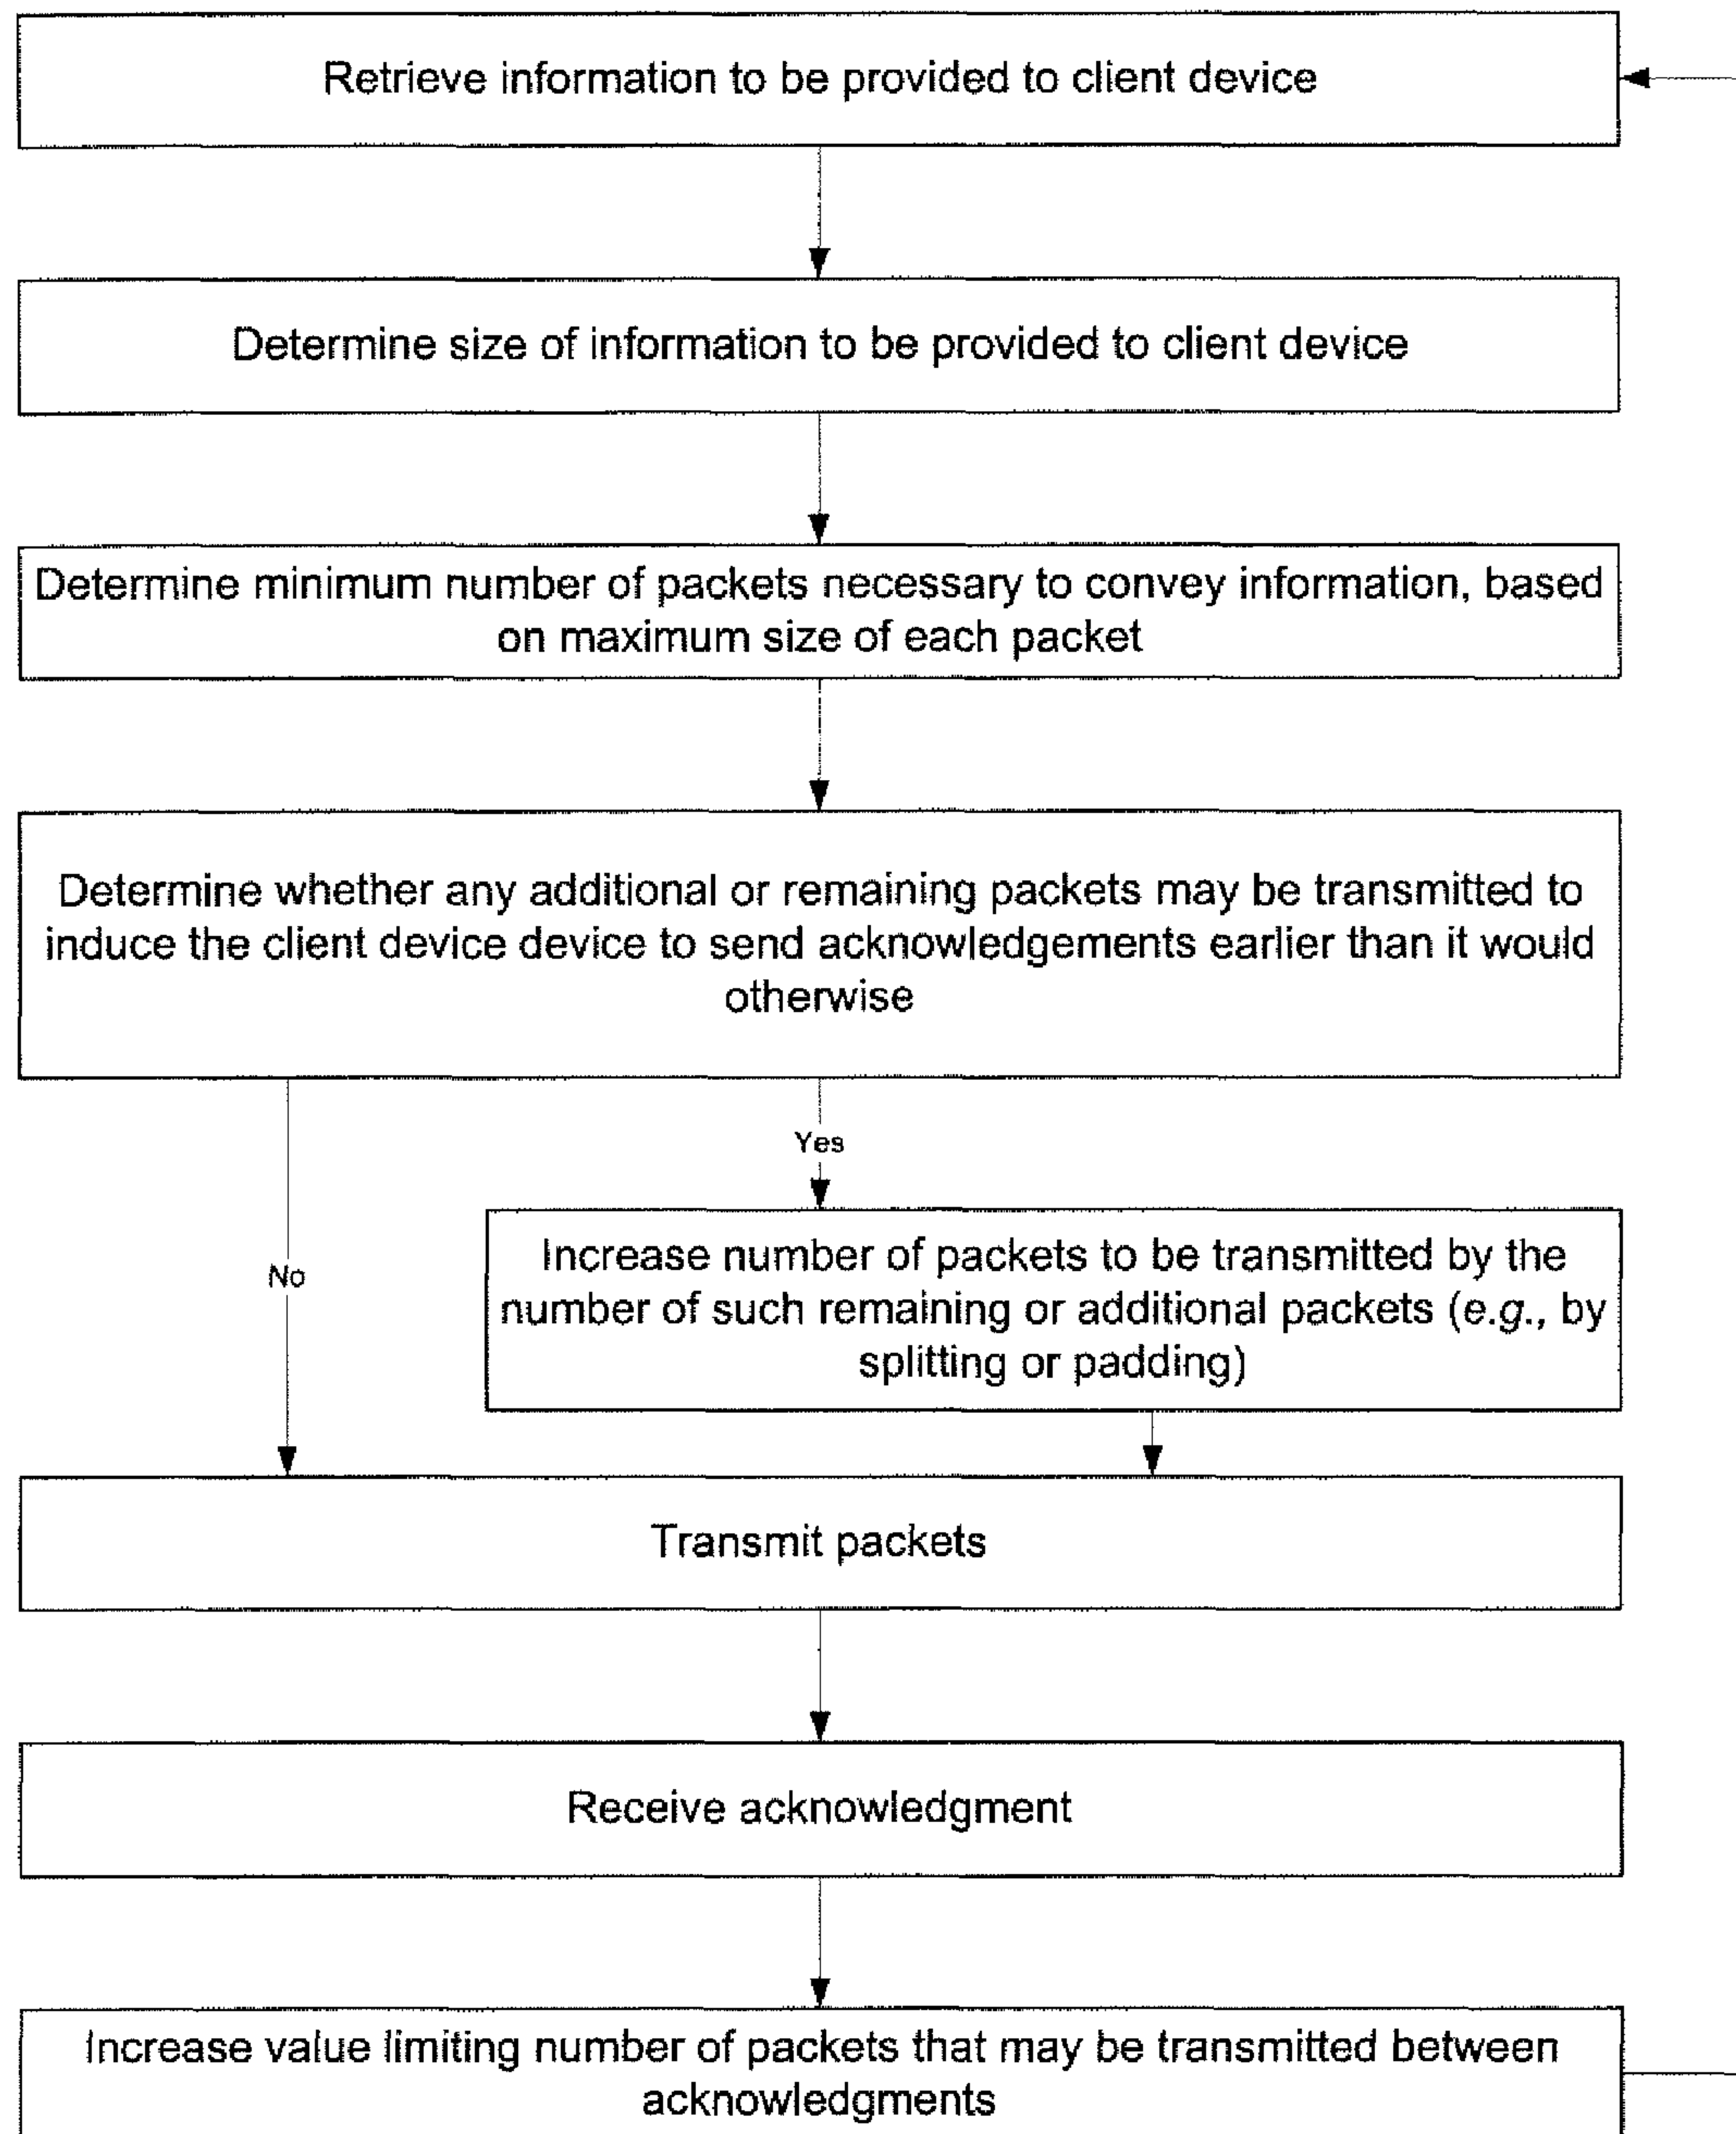 Retrieve information to be provided to client device
Determine size of information to be provided to client device
Determine minimum number of packets necessary to convey information, based
on maximum size of each packet
Determine whether any additional or remaining packets may be transmitted to
induce the client device device to send acknowledgements earlier than it would
otherwise
Yes
No
Increase number of packets to be transmitted by the
number of such remaining or additional packets (e.g., by
splitting or padding)
Transmit packets
Receive acknowledgment
Increase value limiting number of packets that may be transmitted between
acknowledgments